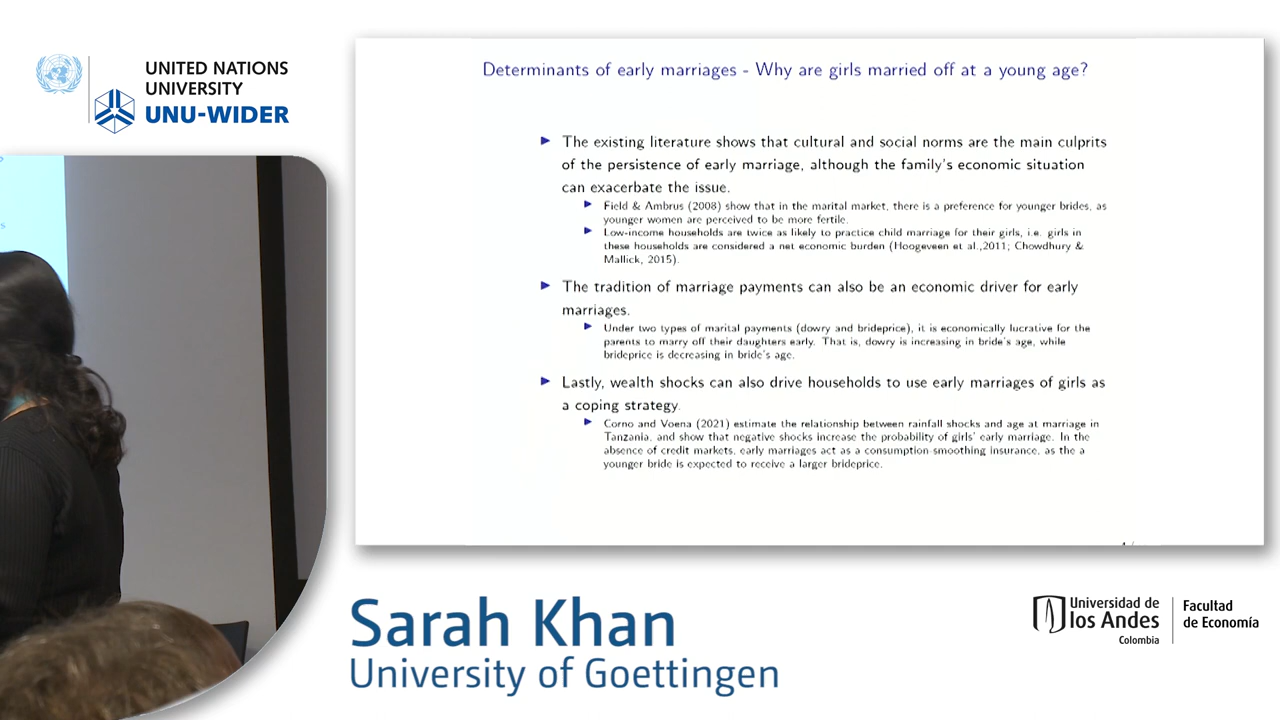 UNITED NATIONS
UNIVERSITY
UNU-WIDER
Determinants of early marriages - Why are girls married off at a young age?
The existing literature shows that cultural and social norms are the main culprits
of the persistence of early marriage, although the family's economic situation
can exacerbate the issue.
Field & Ambrus (2008) show that in the marital market, there is a preference for younger brides, as
younger women are perceived to be more fertile.
Low-income households are twice as likely to practice child marriage for their girls, i.e. girls in
these households are considered a net economic burden (Hoogeveen et al.,2011; Chowdhury &
Mallick, 2015).
The tradition of marriage payments can also be an economic driver for early
marriages.
Under two types of marital payments (dowry and brideprice), it is economically lucrative for the
parents to marry off their daughters early. That is, dowry is increasing in bride's age, while
brideprice is decreasing in bride's age.
Lastly, wealth shocks can also drive households to use early marriages of girls as
a coping strategy.
Corno and Voena (2021) estimate the relationship between rainfall shocks and age at marriage in
Tanzania, and show that negative shocks increase the probability of girls' early marriage. In the
absence of credit markets, early marriages act as a consumption-smoothing insurance, as the a
younger bride is expected to receive a larger brideprice.
Sarah Khan
University of Goettingen
Universidad de
los Andes
Colombia
Facultad
de Economía